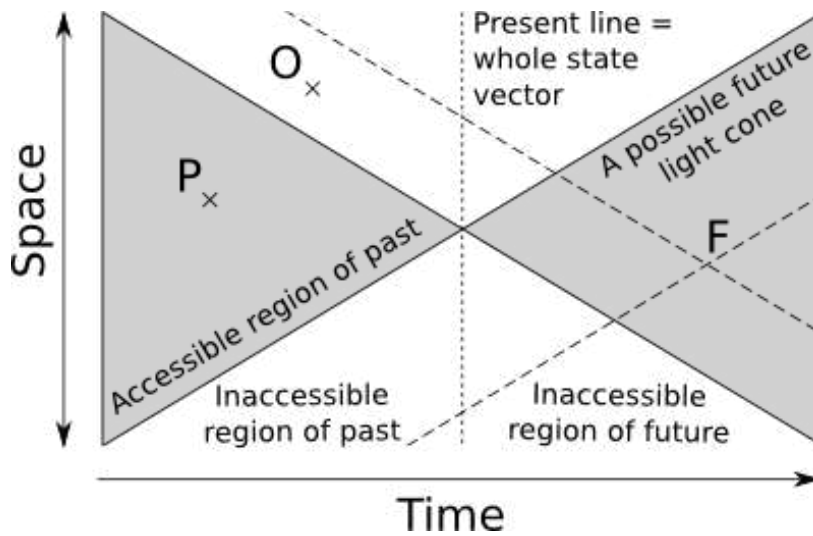 Present line =
whole state
vector
O
P
F
A possible future
light cone
Accessible region of past
Inaccessible
region of past
Inaccessible
region of future
Space
Time